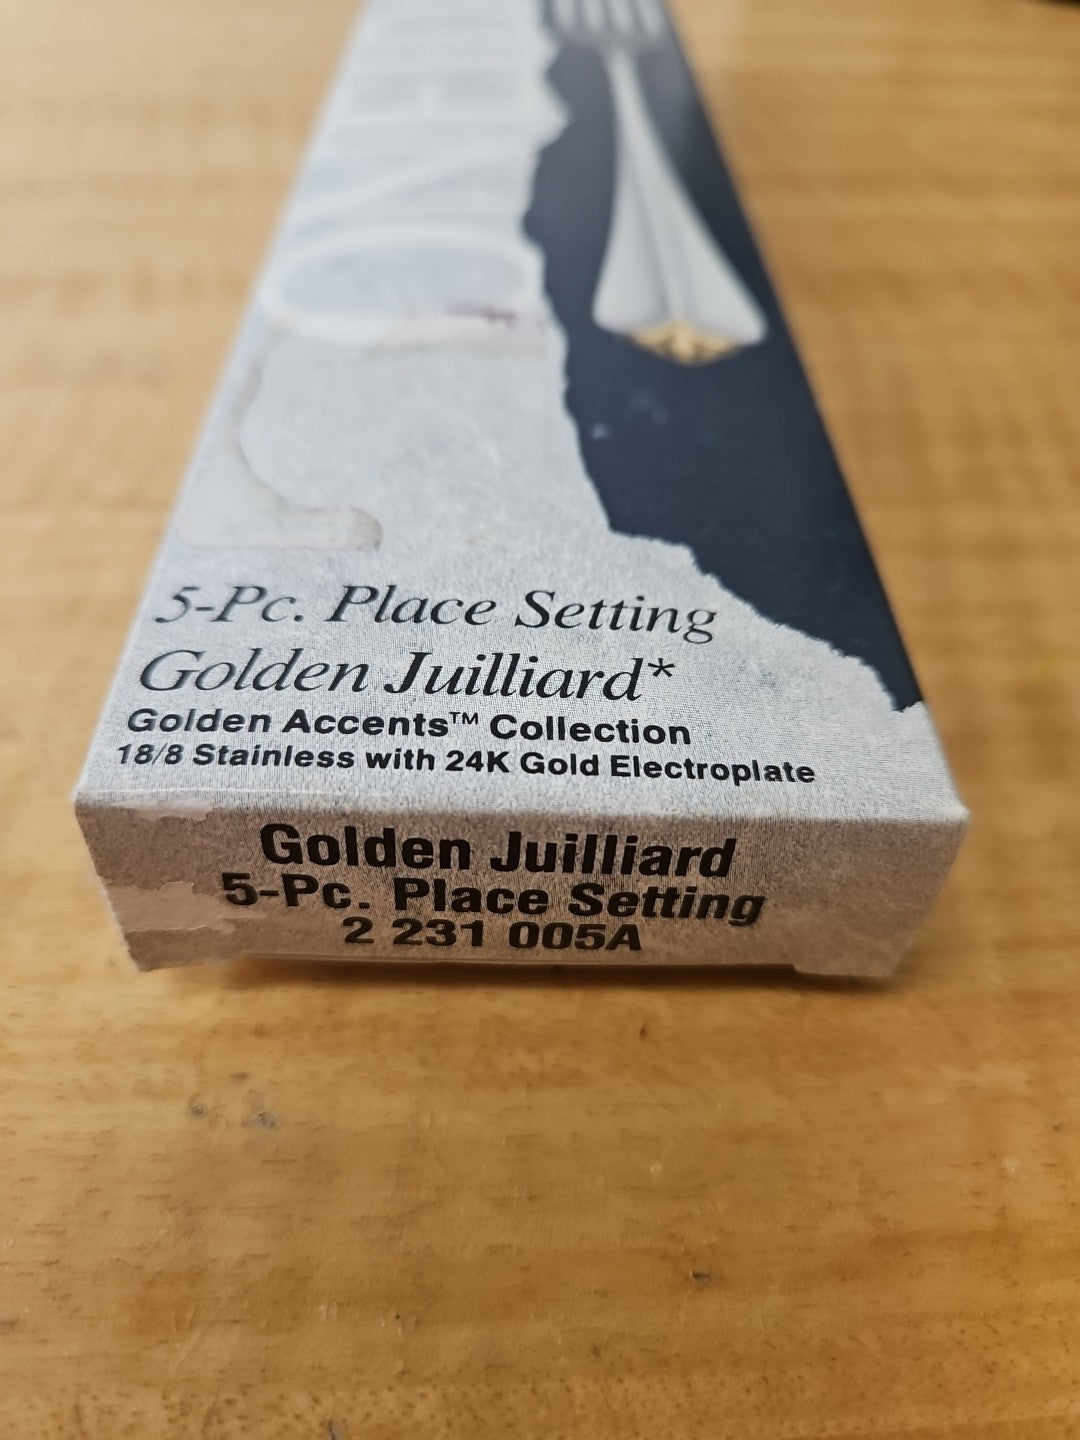 ONEID
5-Pc. Place Setting
Golden Juilliard*
Golden Accents™ Collection
18/8 Stainless with 24K Gold Electroplate
Golden Juilliard
5-Pc. Place Setting
2 231 005A